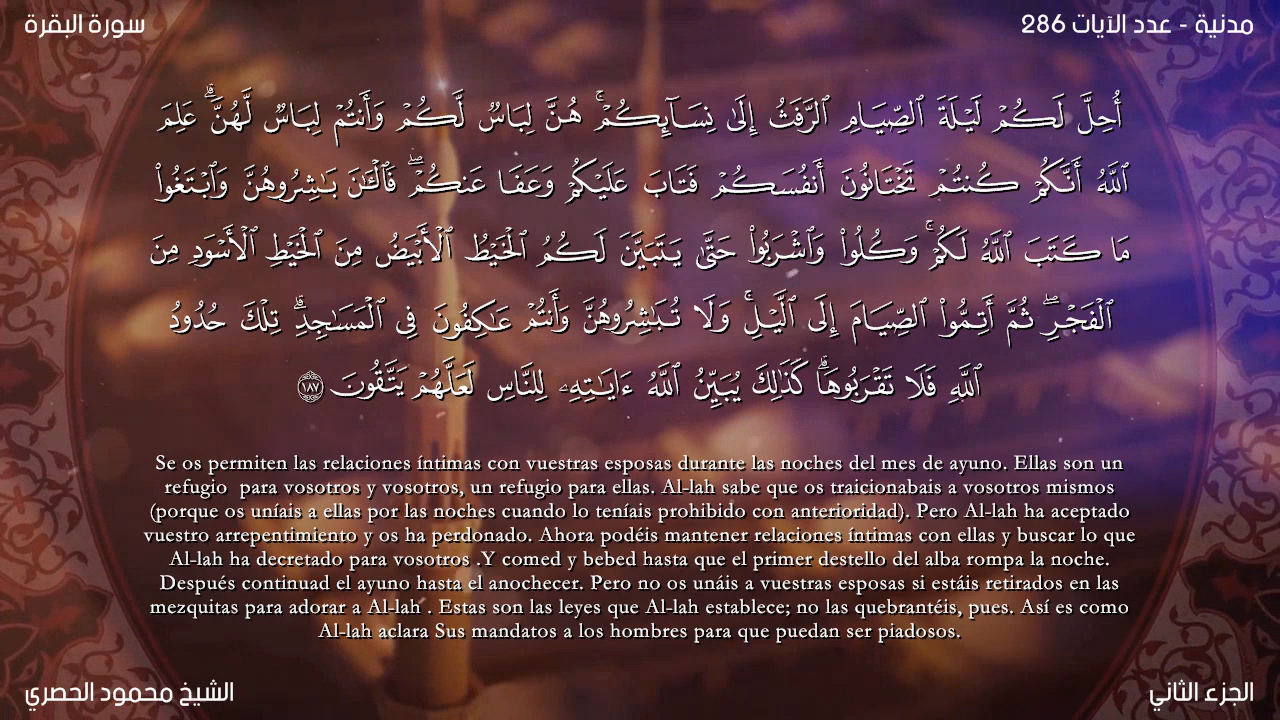 سورة البقرة
مدنية - عدد الآيات 286
أُحِلَّ لَكُمْ لَيْلَةَ ٱلصِّيَامِ ٱلرَّفَثُ إِلَىٰ نِسَآئِكُمْ ۚ هُنَّ لِبَاسٌ لَّكُمْ وَأَنتُمْ لِبَاسٌ لَّهُنَّ ۗ عَلِمَ
ٱللَّهُ أَنَّكُمْ كُنتُمْ تَخْتَانُونَ أَنفُسَكُمْ فَتَابَ عَلَيْكُمْ وَعَفَا عَنكُمْ ۖ فَٱلْـَٰٔنَ بَـٰشِرُوهُنَّ وَٱبْتَغُوا۟
مَا كَتَبَ ٱللَّهُ لَكُمْ ۚ وَكُلُوا۟ وَٱشْرَبُوا۟ حَتَّىٰ يَتَبَيَّنَ لَكُمُ ٱلْخَيْطُ ٱلْأَبْيَضُ مِنَ ٱلْخَيْطِ ٱلْأَسْوَدِ مِنَ
ٱلْفَجْرِ ۖ ثُمَّ أَتِمُّوا۟ ٱلصِّيَامَ إِلَى ٱلَّيْلِ ۚ وَلَا تُبَـٰشِرُوهُنَّ وَأَنتُمْ عَـٰكِفُونَ فِى ٱلْمَسَـٰجِدِ ۗ تِلْكَ حُدُودُ
ٱللَّهِ فَلَا تَقْرَبُوهَا ۗ كَذَٰلِكَ يُبَيِّنُ ٱللَّهُ ءَايَـٰتِهِۦ لِلنَّاسِ لَعَلَّهُمْ يَتَّقُونَ ١٨٧
Se os permiten las relaciones íntimas con vuestras esposas durante las noches del mes de ayuno. Ellas son un
refugio  para vosotros y vosotros, un refugio para ellas. Al-lah sabe que os traicionabais a vosotros mismos
(porque os uníais a ellas por las noches cuando lo teníais prohibido con anterioridad). Pero Al-lah ha aceptado
vuestro arrepentimiento y os ha perdonado. Ahora podéis mantener relaciones íntimas con ellas y buscar lo que
Al-lah ha decretado para vosotros .Y comed y bebed hasta que el primer destello del alba rompa la noche.
Después continuad el ayuno hasta el anochecer. Pero no os unáis a vuestras esposas si estáis retirados en las
mezquitas para adorar a Al-lah . Estas son las leyes que Al-lah establece; no las quebrantéis, pues. Así es como
Al-lah aclara Sus mandatos a los hombres para que puedan ser piadosos.
الشيخ محمود الحصري
الجزء الثاني